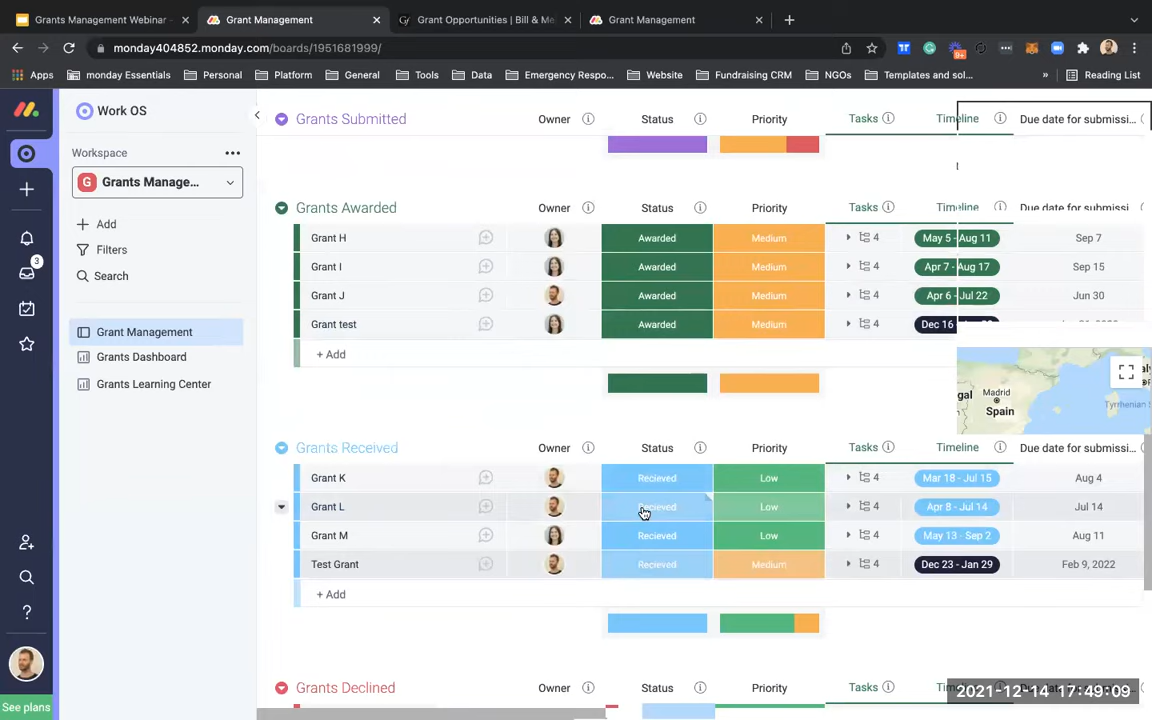 Grants Management Webinar -
Grant Management
Grant Opportunities | Bill & Me
Grant Management
monday404852.monday.com/boards/1951681999/
Apps
monday Essentials
Personal
Platform
General
Tools
Data
Emergency Respo...
Website
Fundraising CRM
NGOs
Templates and sol...
»
Reading List
9+
Work OS
Workspace
G
Grants Manage...
Add
Filters
Search
3
Grant Management
Grants Dashboard
Grants Learning Center
See plans
Grants Submitted Owner Status Priority Tasks Timeline Due date for submissi...
Grants Awarded Owner Status Priority Tasks Timeline Due date for submissi...
Grant H Awarded Medium 4 May 5 - Aug 11 Sep 7
Grant I Awarded Medium 4 Apr 7 - Aug 17 Sep 15
Grant J Awarded Medium 4 Apr 6 - Jul 22 Jun 30
Grant test Awarded Medium 4 Dec 16
+ Add
Madrid
Spain
Tyrrhenian S
Grants Received Owner Status Priority Tasks Timeline Due date for submissi...
Grant K Recieved Low 4 Mar 18 - Jul 15 Aug 4
Grant L Recieved Low 4 Apr 8 - Jul 14 Jul 14
Grant M Recieved Low 4 May 13 - Sep 2 Aug 11
Test Grant Recieved Medium 4 Dec 23 - Jan 29 Feb 9, 2022
+ Add
Grants Declined Owner Status Priority Tasks Timeline Due date for submissi...
2021-12-14 17:49:09